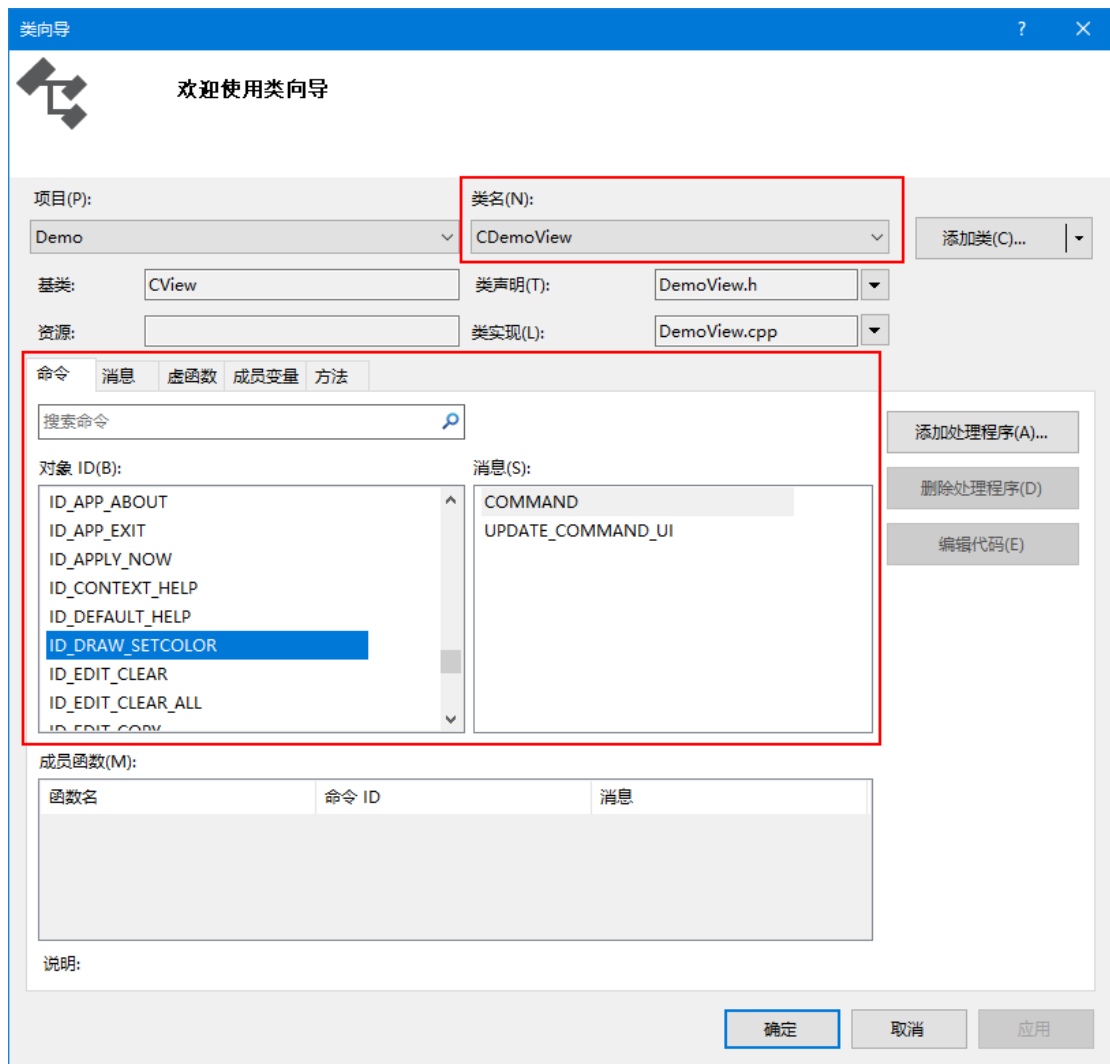 类向导
欢迎使用类向导
项目(P):
类名(N):
Demo
CDemoView
添加类(C)...
基类:
CView
类声明(T):
DemoView.h
资源:
类实现(L):
DemoView.cpp
命令 消息 虚函数 成员变量 方法
搜索命令
添加处理程序(A)...
对象 ID(B):
消息(S):
删除处理程序(D)
编辑代码(E)
ID_APP_ABOUT
ID_APP_EXIT
ID_APPLY_NOW
ID_CONTEXT_HELP
ID_DEFAULT_HELP
ID_DRAW_SETCOLOR
ID_EDIT_CLEAR
ID_EDIT_CLEAR_ALL
ID_EDIT_COPY
COMMAND
UPDATE_COMMAND_UI
成员函数(M):
函数名 命令 ID 消息
说明:
确定 取消 应用